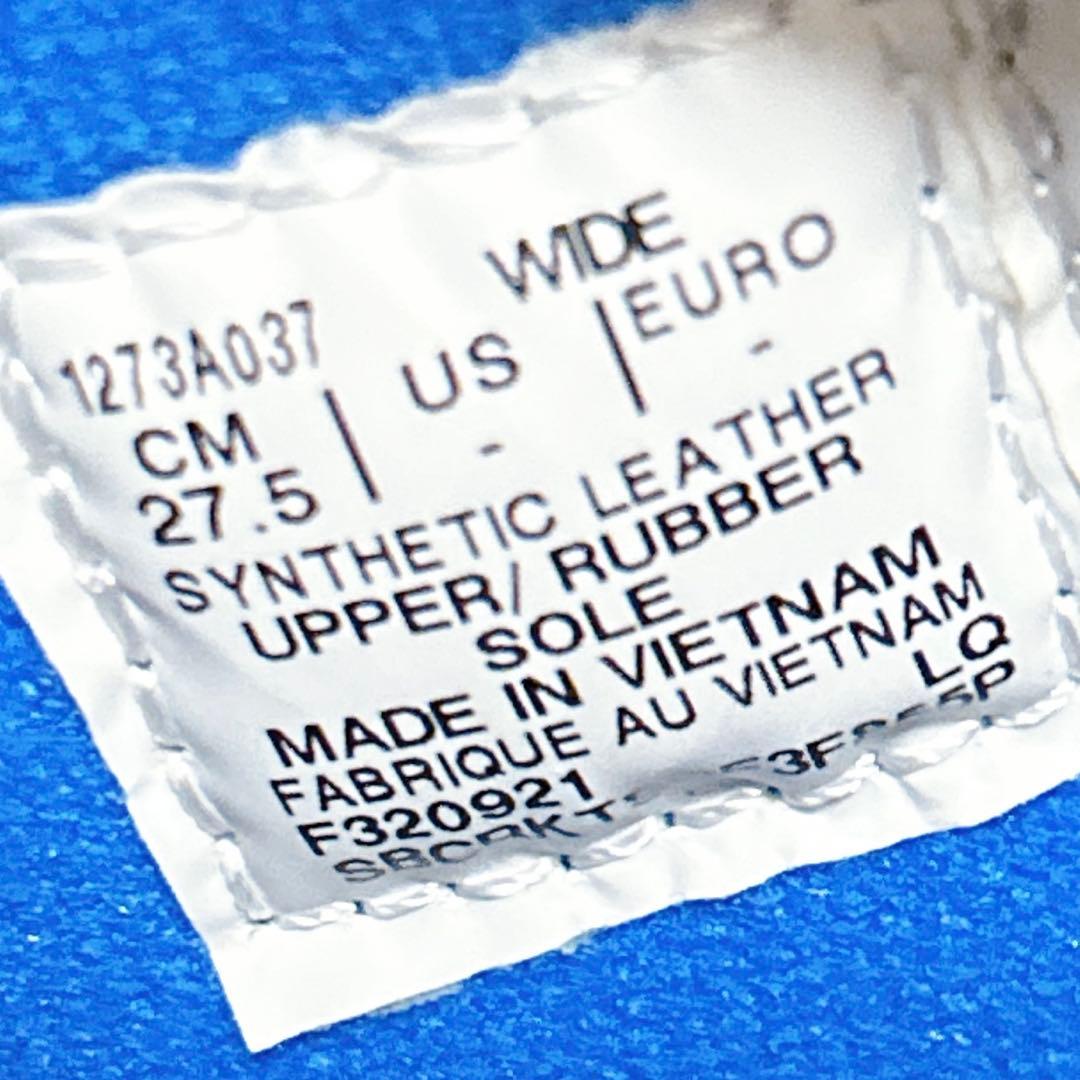 WIDE
1273A037
CM | US | EURO
27.5 - -
SYNTHETIC LEATHER
UPPER/ RUBBER
SOLE
MADE IN VIETNAM
FABRIQUE AU VIETNAM
F320921 LQ